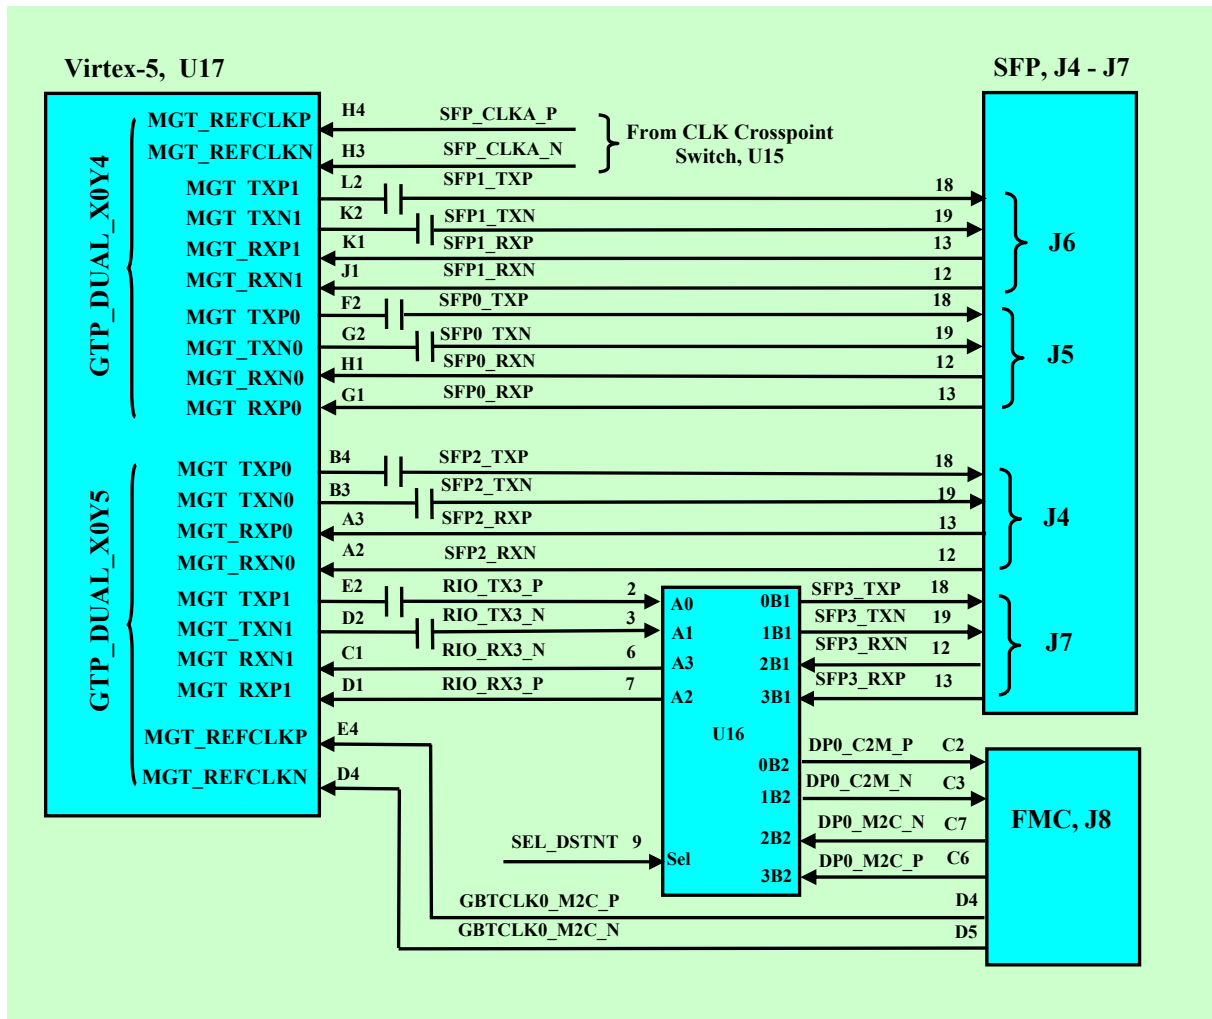 Virtex-5, U17
SFP, J4 - J7
GTP_DUAL_X0Y4
MGT_REFCLKP H4 SFP_CLKA_P
MGT_REFCLKN H3 SFP_CLKA_N
From CLK Crosspoint
Switch, U15
MGT TXP1 L2 SFP1_TXP 18
MGT TXN1 K2 SFP1_TXN 19
MGT_RXP1 K1 SFP1_RXP 13
MGT_RXN1 J1 SFP1_RXN 12
J6
MGT TXP0 F2 SFP0_TXP 18
MGT_TXN0 G2 SFP0 TXN 19
MGT_RXN0 H1 SFP0_RXN 12
MGT RXP0 G1 SFP0_RXP 13
J5
GTP_DUAL_X0Y5
MGT TXP0 B4 SFP2_TXP 18
MGT TXN0 B3 SFP2_TXN 19
MGT_RXP0 A3 SFP2_RXP 13
MGT_RXN0 A2 SFP2_RXN 12
J4
MGT TXP1 E2 RIO_TX3_P 2 A0 0B1 SFP3_TXP 18
MGT_TXN1 D2 RIO_TX3_N 3 A1 1B1 SFP3_TXN 19
MGT RXN1 C1 RIO_RX3_N 6 A3 2B1 SFP3_RXN 12
MGT RXP1 D1 RIO_RX3_P 7 A2 3B1 SFP3_RXP 13
J7
U16
MGT_REFCLKP E4
MGT_REFCLKN D4
0B2 DP0_C2M_P C2
1B2 DP0_C2M_N C3
2B2 DP0_M2C_N C7
3B2 DP0_M2C_P C6
FMC, J8
SEL_DSTNT 9 Sel
GBTCLK0_M2C_P D4
GBTCLK0_M2C_N D5